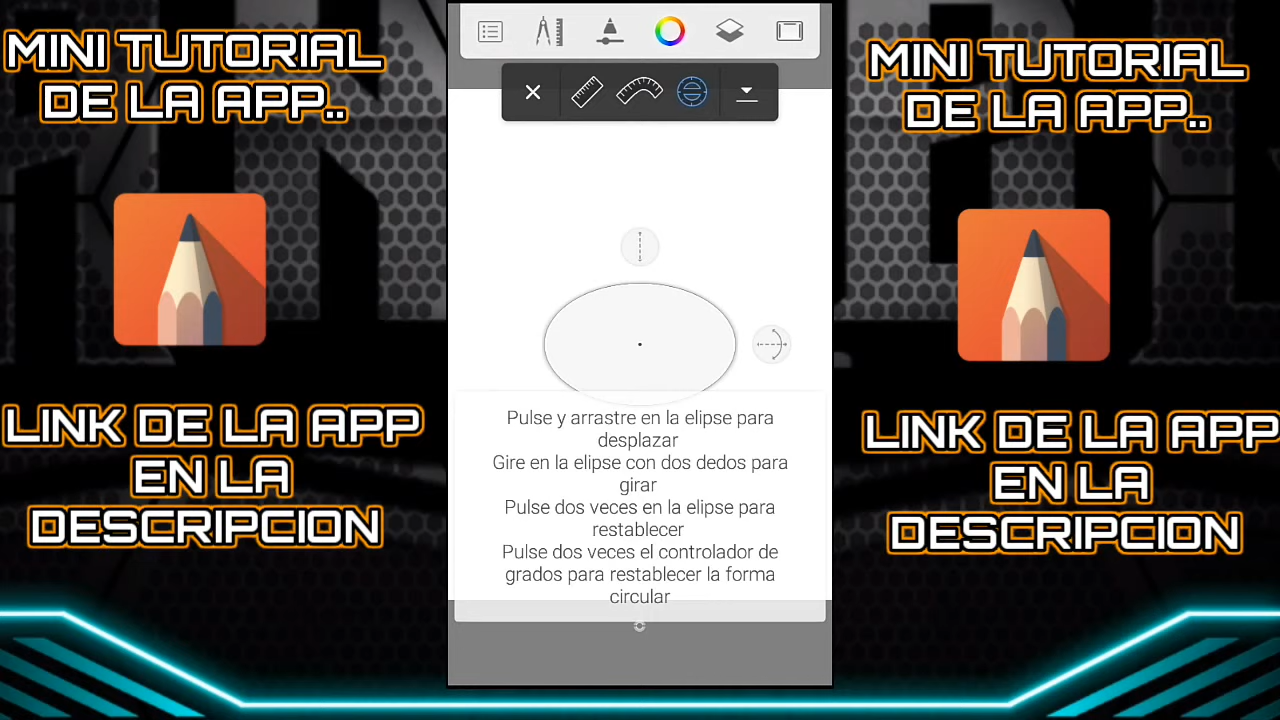 MINI TUTORIAL
DE LA APP..
LINK DE LA APP
EN LA
DESCRIPCION
Pulse y arrastre en la elipse para
desplazar
Gire en la elipse con dos dedos para
girar
Pulse dos veces en la elipse para
restablecer
Pulse dos veces el controlador de
grados para restablecer la forma
circular
MINI TUTORIAL
DE LA APP..
LINK DE LA APP
EN LA
DESCRIPCION